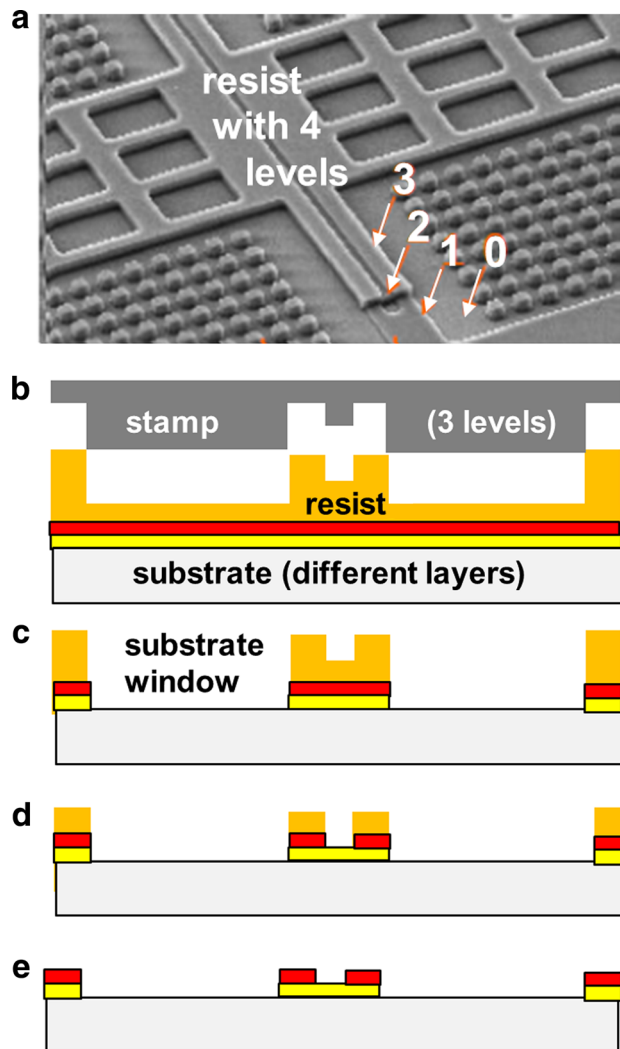 a
resist
with 4
levels
3
2
1
0
b
stamp
(3 levels)
resist
substrate (different layers)
c
substrate
window
d
e